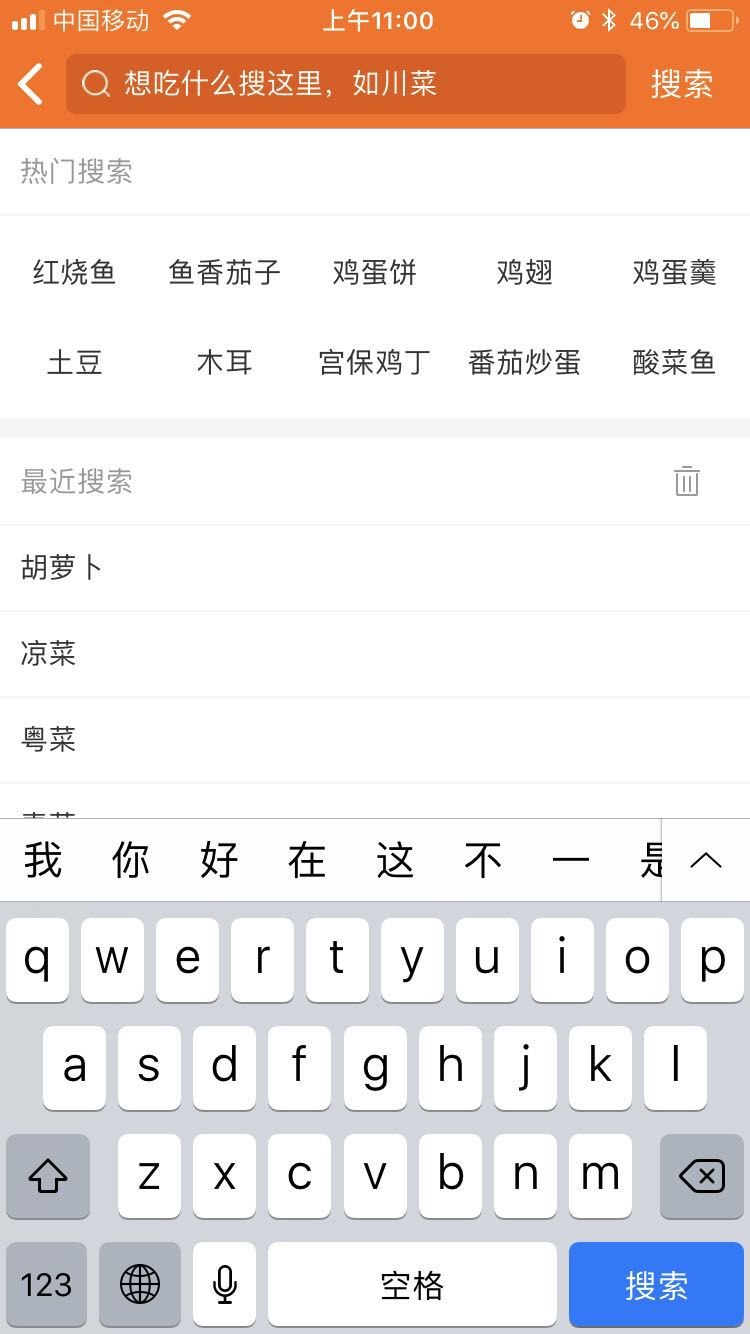 中国移动 上午11:00 46%
想吃什么搜这里，如川菜 搜索
热门搜索
红烧鱼 鱼香茄子 鸡蛋饼 鸡翅 鸡蛋羹
土豆 木耳 宫保鸡丁 番茄炒蛋 酸菜鱼
最近搜索
胡萝卜
凉菜
粤菜
我 你 好 在 这 不 一 是
q w e r t y u i o p
a s d f g h j k l
z x c v b n m
123 空格 搜索